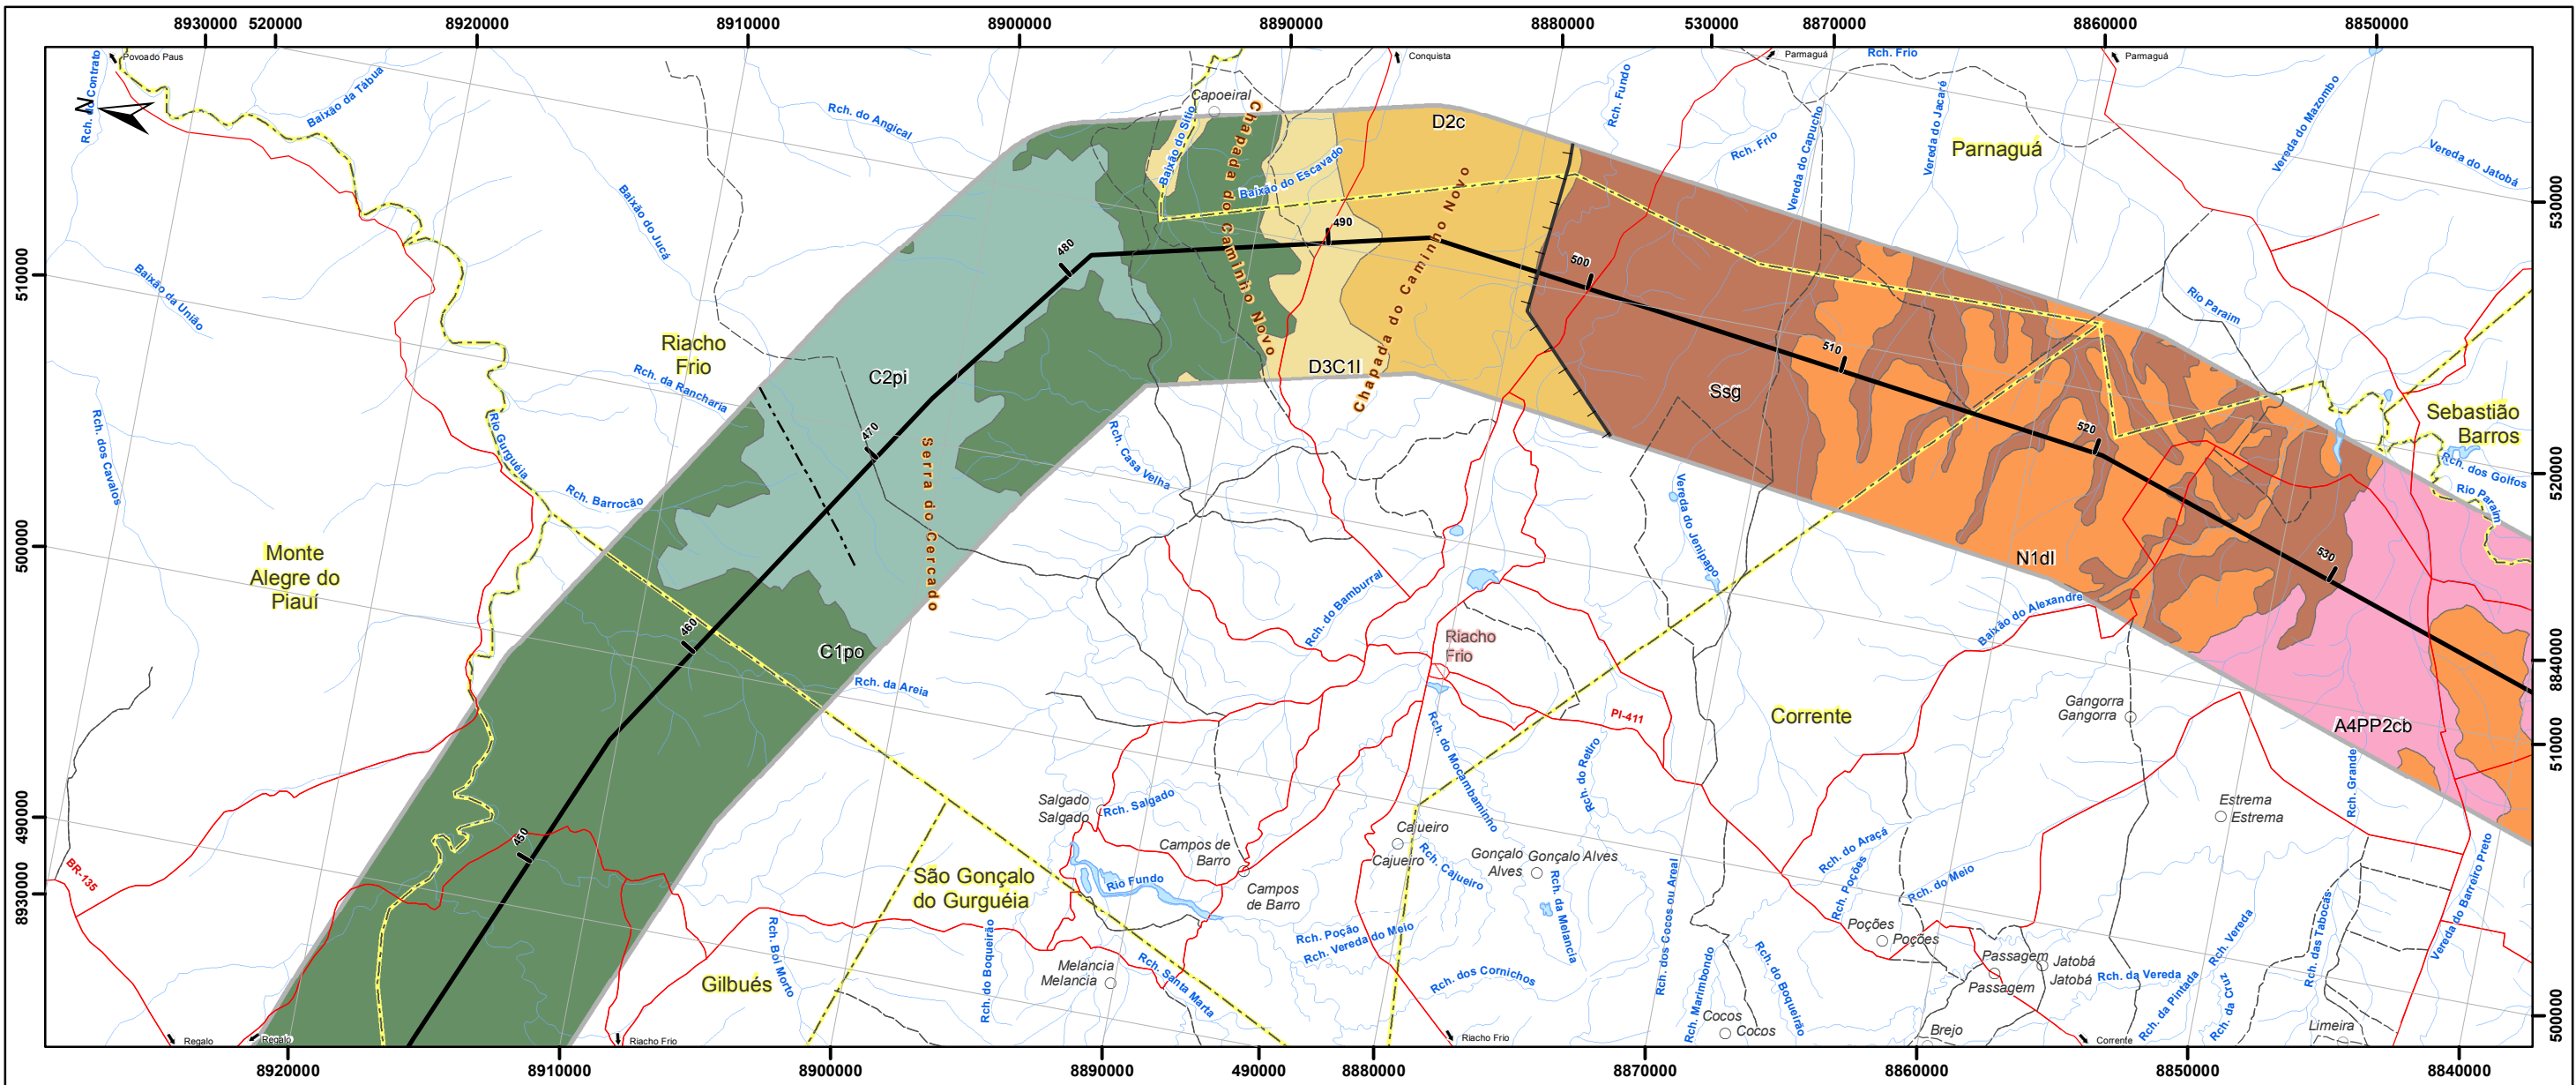 8930000 520000 8920000 8910000 8900000 8890000 8880000 530000 8870000 8860000 8850000
Povoado Paus
Conquista
Parnaguá
Rch. Frio
Parnaguá
Rch. do Contrato
N
Baixão da Tábua
Rch. do Angical
Capoeiral
Baixão do Sítio
Chapada do Caminho Novo
Baixão do Escavado
D2c
Rch. Fundo
Rch. Frio
Vereda do Capucho
Vereda do Jacaré
Parnaguá
Vereda do Mazombo
Vereda do Jatobá
530000
510000
Baixão da União
Baixão do Jucá
480
490
Chapada do Caminho Novo
500
Rio Paraim
Riacho
Frio
Rch. da Rancharia
C2pi
D3C1l
510
Ssg
Sebastião
Barros
Rch. dos Cavalos
Rio Gurguéia
470
Serra do Cercado
Rch. Casa Velha
520
Rch. dos Golfos
Rio Paraim
520000
Rch. Barrocão
Vereda do Jenipapo
500000
Monte
Alegre do
Piauí
N1dl
530
460
C1po
Rch. da Areia
Rch. do Bamburral
Riacho
Frio
Baixão do Alexandre
8840000
Gangorra
Gangorra
PI-411
Corrente
A4PP2cb
510000
Rch. do Mocambaminho
Rch. do Retiro
Rch. Grande
490000
Salgado
Salgado
Rch. Salgado
Estrema
Estrema
450
Campos de
Barro
Campos
de Barro
Cajueiro
Cajueiro
Rch. Cajueiro
Gonçalo
Alves
Gonçalo Alves
Rch. da Melancia
Rch. do Araçá
Rch. Poções
Rch. do Meio
Vereda do Barreiro Preto
BR-135
8930000
São Gonçalo
do Gurguéia
Rio Fundo
Rch. Boi Morto
Rch. do Boqueirão
Rch. Poção
Rch. Vereda do Meio
Rch. dos Cocos ou Areal
Poções
Poções
Rch. Vereda
Rch. das Tabocas
Gilbués
Melancia
Melancia
Rch. Santa Marta
Rch. dos Cornichos
Rch. Marimbondo
Rch. do Boqueirão
Passagem
Passagem
Jatobá
Jatobá
Rch. da Vereda
Rch. da Pintada
Rch. da Cruz
Cocos
Cocos
Brejo
Limeira
500000
Regalo
Regalo
Riacho Frio
Riacho Frio
Corrente
8920000 8910000 8900000 8890000 490000 8880000 8870000 8860000 8850000 8840000